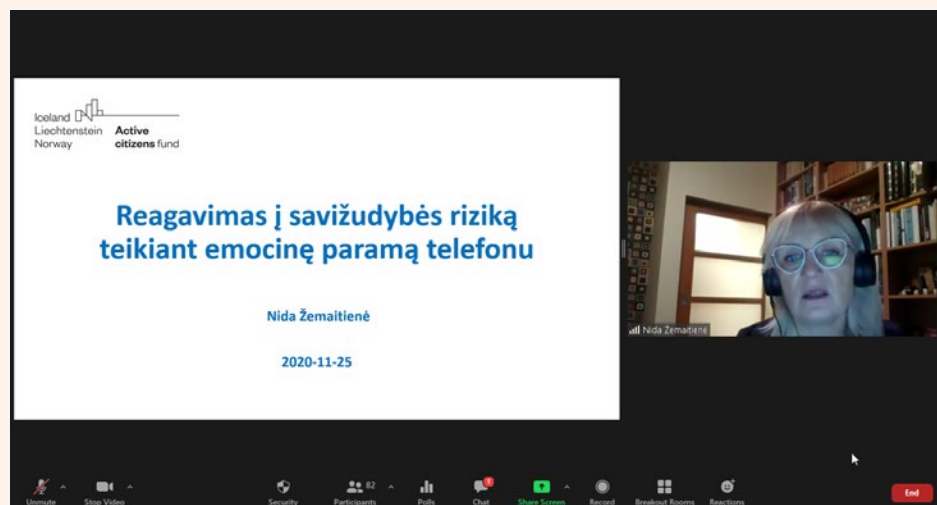 Iceland
Liechtenstein Active
Norway citizens fund
Reagavimas į savižudybės riziką
teikiant emocinę paramą telefonu
Nida Žemaitienė
2020-11-25
Nida Žemaitienė
Unmute
Stop Video
Security
Participants
82
Polls
Chat
Share Screen
Record
Breakout Rooms
Reactions
End